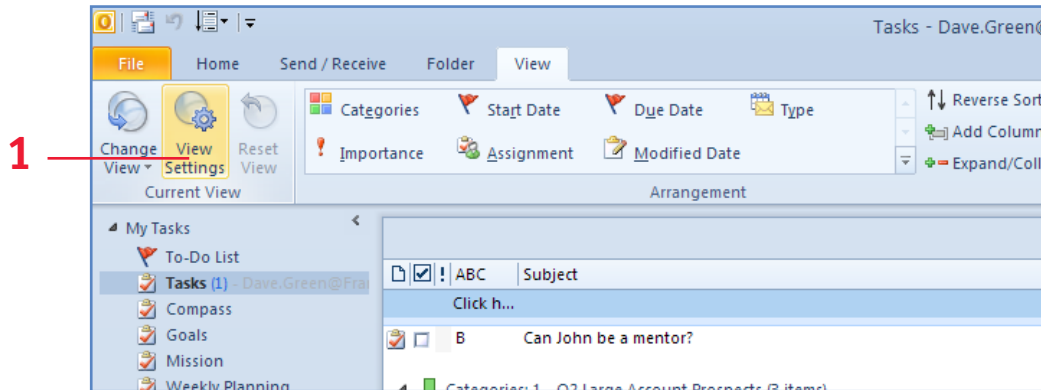 Tasks - Dave.Green@
File Home Send / Receive Folder View
Categories Start Date Due Date Type Reverse Sort
Change View View Settings Reset View
Importance Assignment Modified Date Add Column
Expand/Coll
Current View Arrangement
1
My Tasks
To-Do List
Tasks (1) - Dave.Green@Fra
Compass
Goals
Mission
Weekly Planning
! ABC Subject
Click h...
B Can John be a mentor?
Categories: 1 - Q2 Large Account Prospects (3 items)